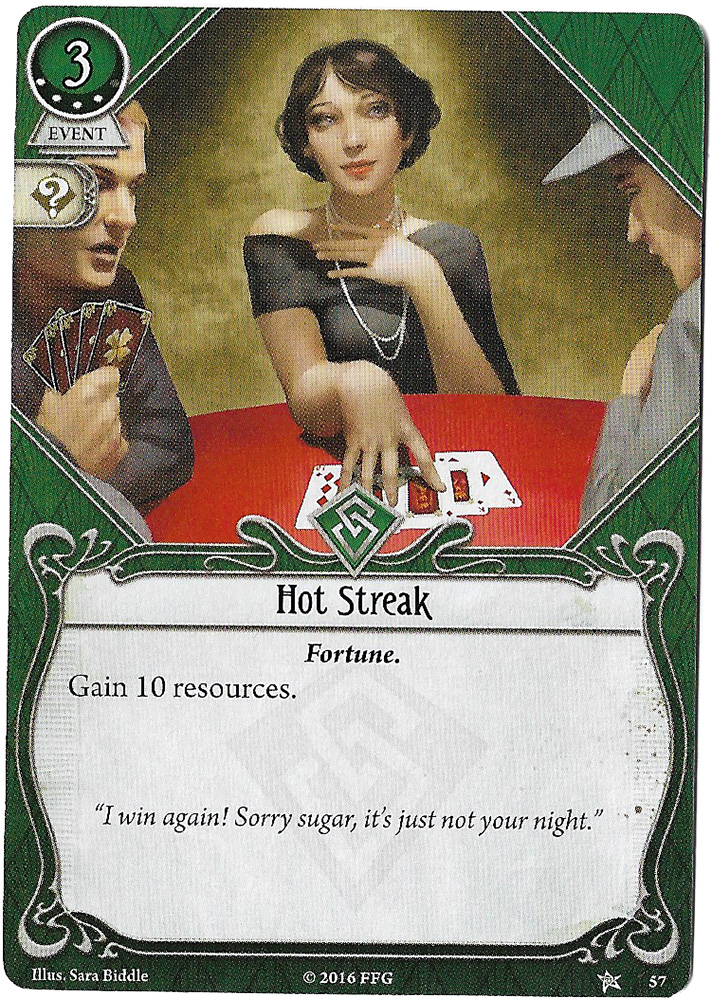 3
EVENT
?
Hot Streak
Fortune.
Gain 10 resources.
“I win again! Sorry sugar, it’s just not your night.”
Illus. Sara Biddle
© 2016 FFG
57